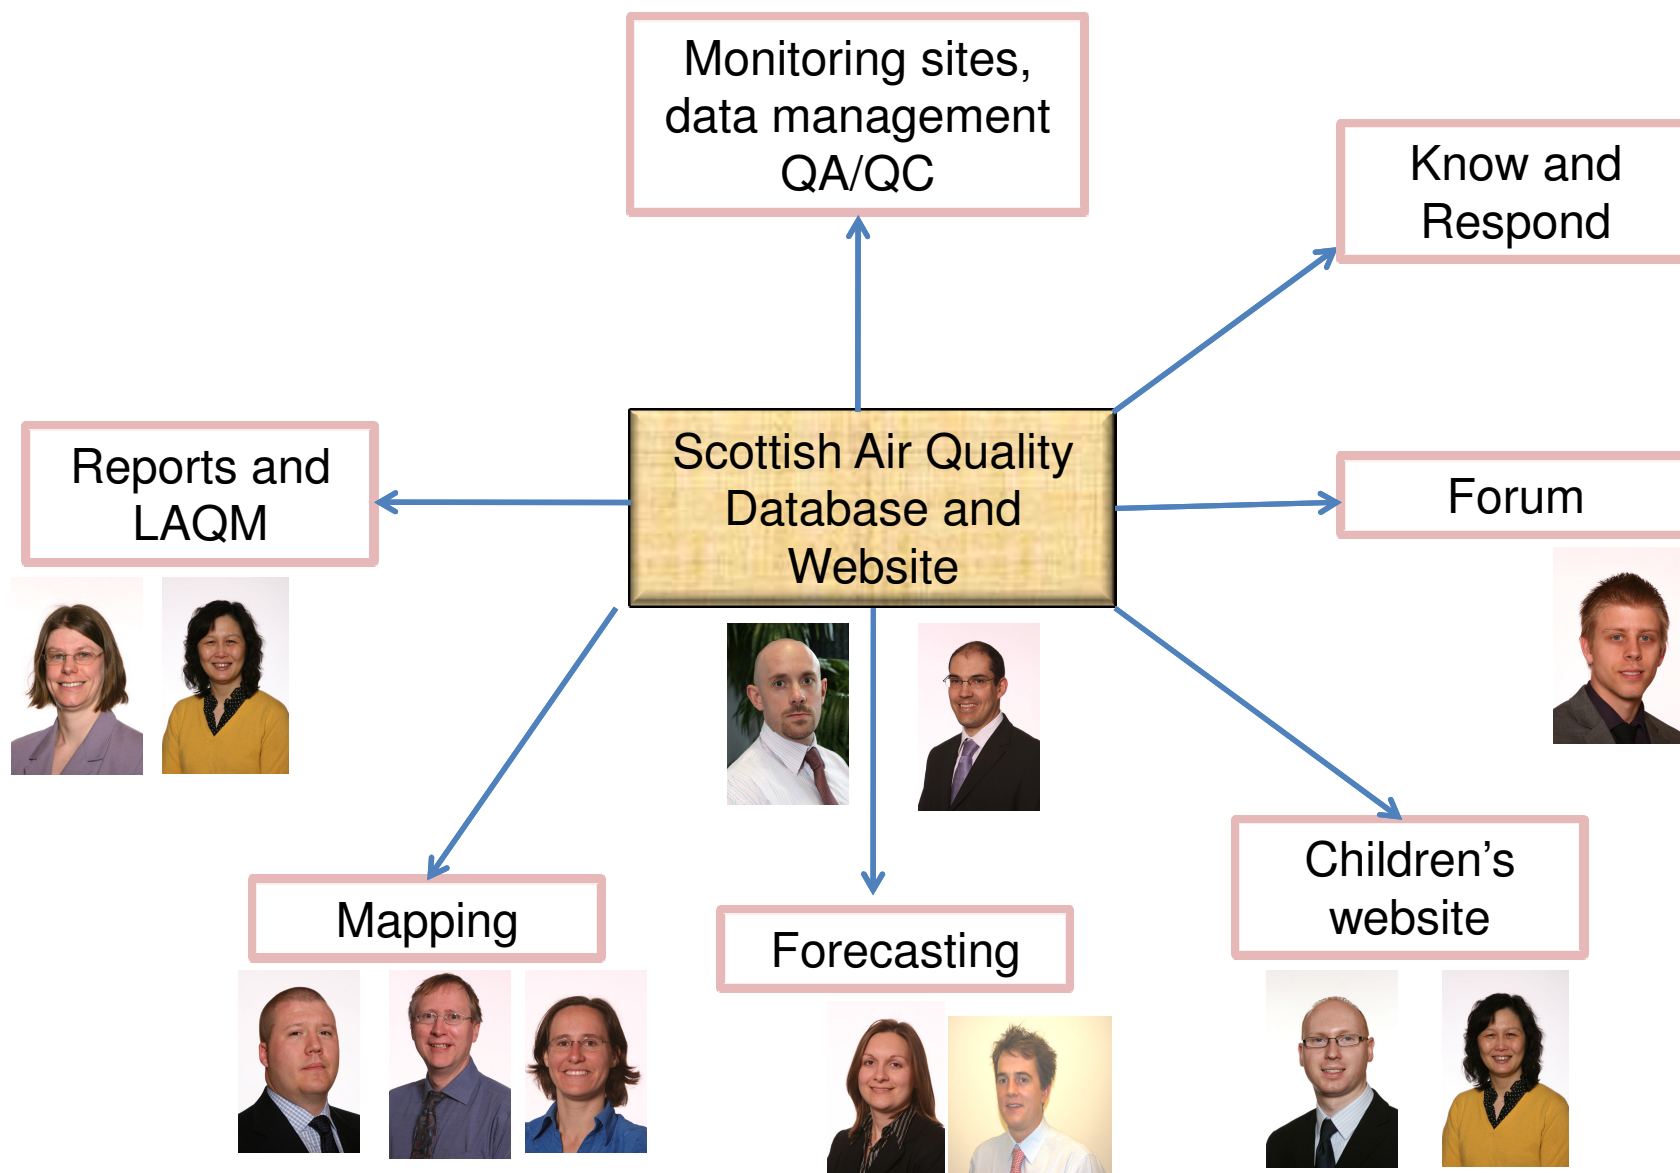 Monitoring sites,
data management
QA/QC
Know and
Respond
Reports and
LAQM
Scottish Air Quality
Database and
Website
Forum
Mapping
Forecasting
Children’s
website